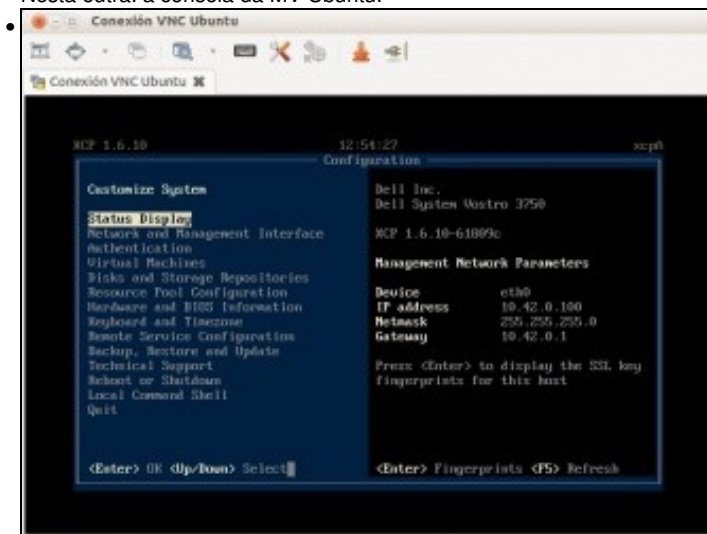 Nesta outra: a consola da MV Ubuntu.
Conexión VNC Ubuntu
Conexión VNC Ubuntu
XCP 1.6.10 12:54:27
Configuration
Customize System
Status Display
Network and Management Interface
Authentication
Virtual Machines
Disks and Storage Repositories
Resource Pool Configuration
Hardware and BIOS Information
Keyboard and Timezone
Remote Service Configuration
Backup, Restore and Update
Technical Support
Reboot or Shutdown
Local Command Shell
Quit
<Enter> OK <Up/Down> Select
Dell Inc.
Dell System Vostro 3750
XCP 1.6.10-61809c
Management Network Parameters
Device eth0
IP address 10.42.0.100
Netmask 255.255.255.0
Gateway 10.42.0.1
Press <Enter> to display the SSL key
fingerprints for this host
<Enter> Fingerprints <F5> Refresh